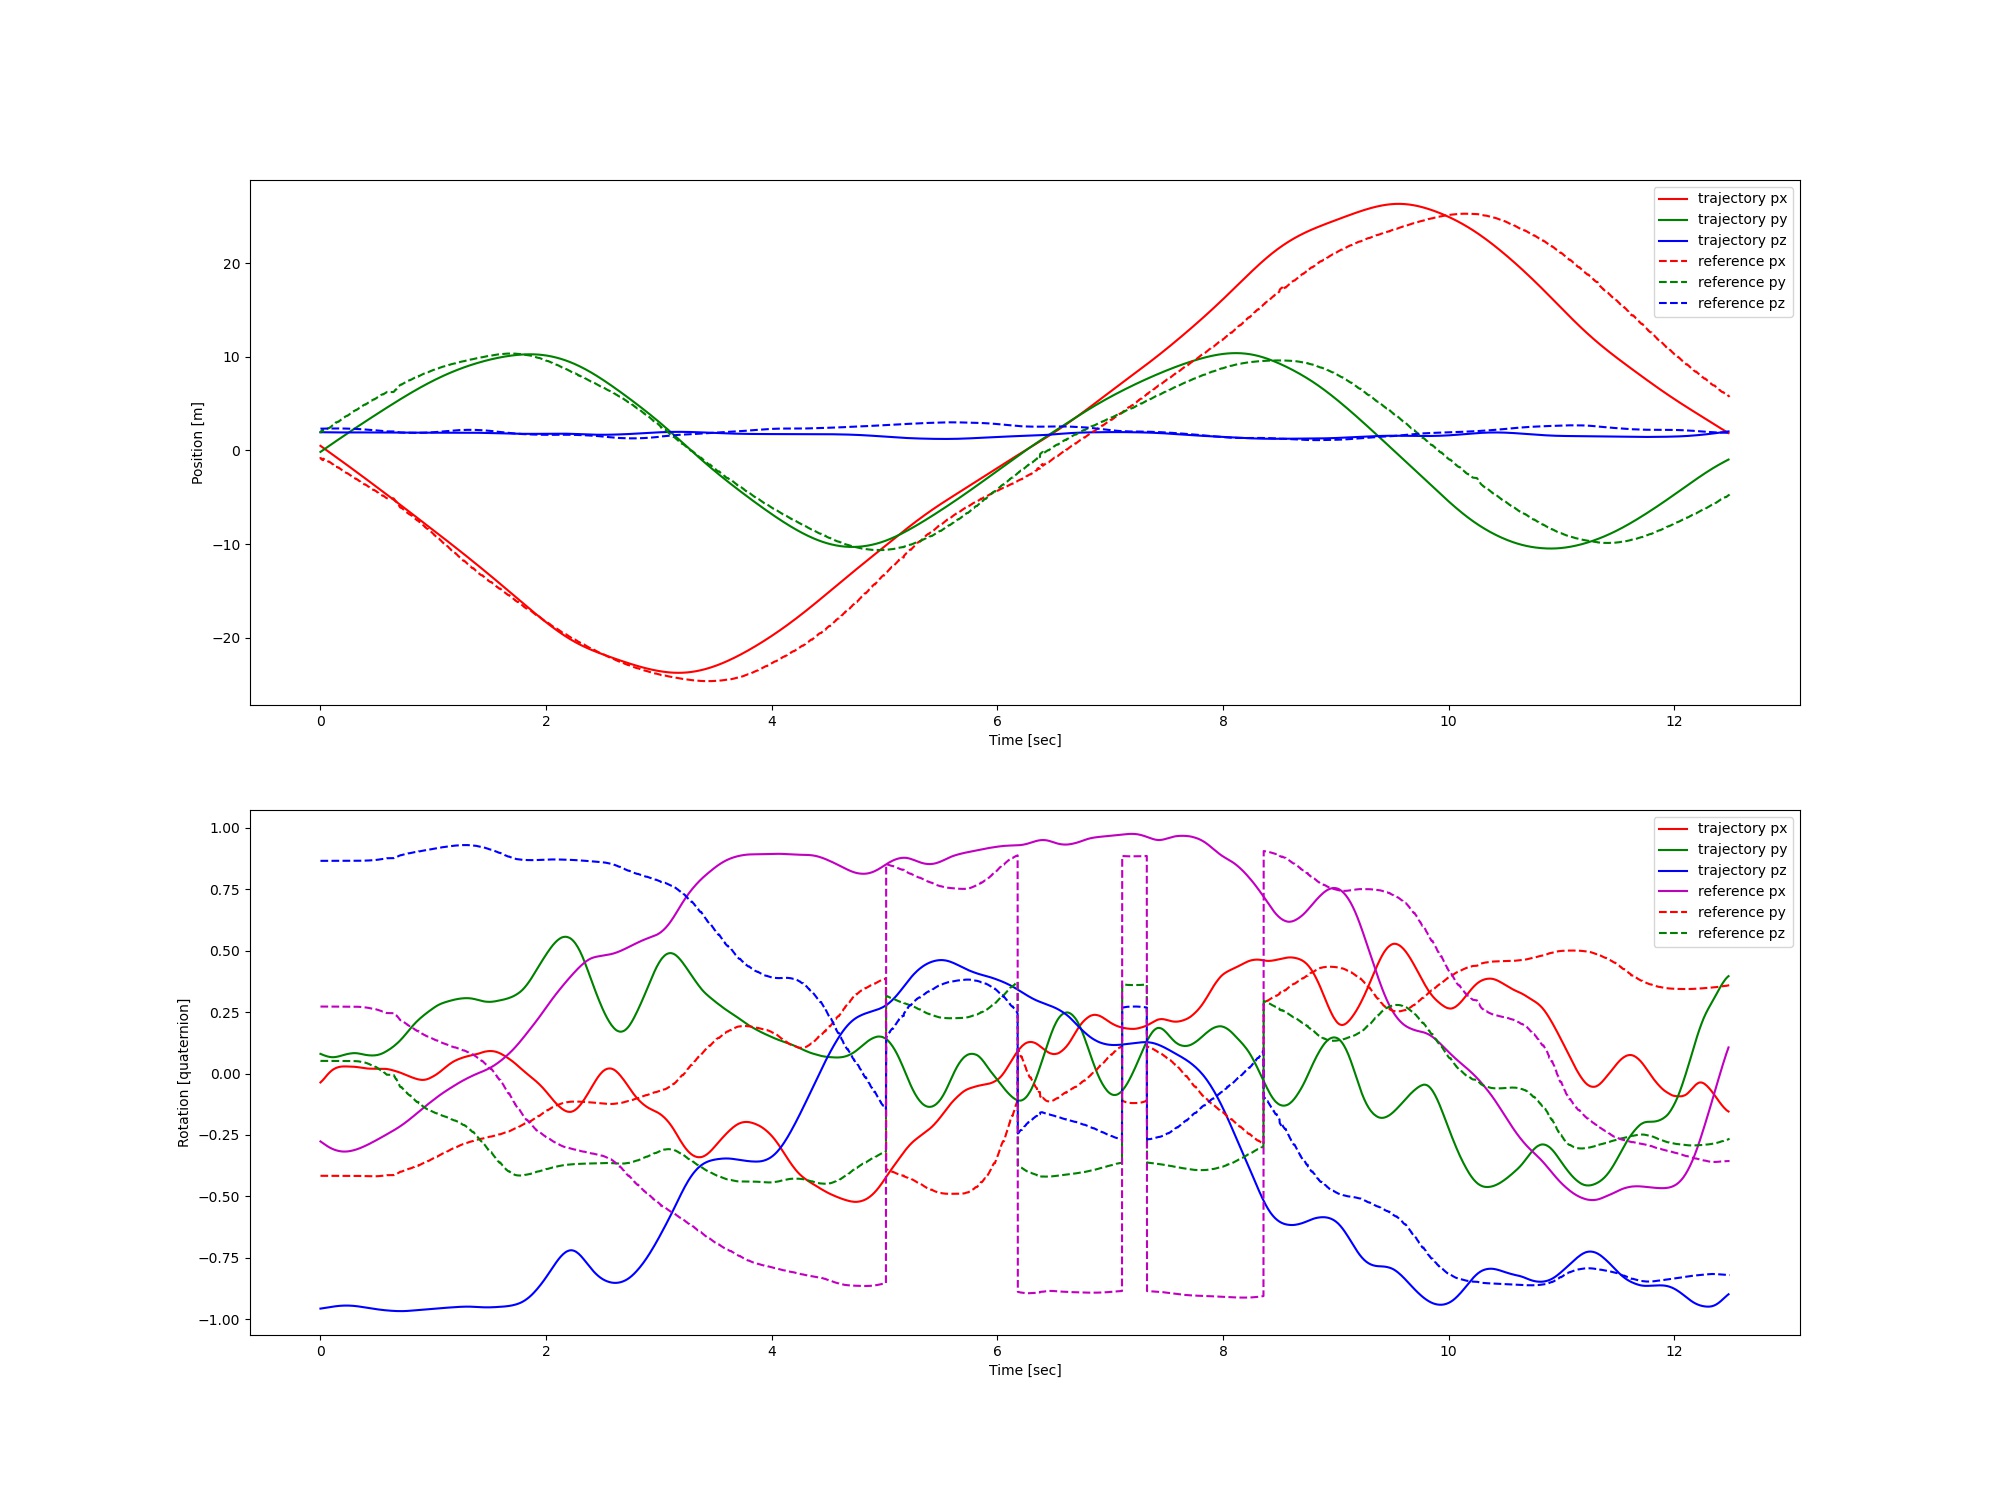 trajectory px
trajectory py
trajectory pz
reference px
reference py
reference pz
20
10
0
−10
−20
Position [m]
0 2 4 6 8 10 12
Time [sec]
trajectory px
trajectory py
trajectory pz
reference px
reference py
reference pz
1.00
0.75
0.50
0.25
0.00
−0.25
−0.50
−0.75
−1.00
Rotation [quaternion]
0 2 4 6 8 10 12
Time [sec]